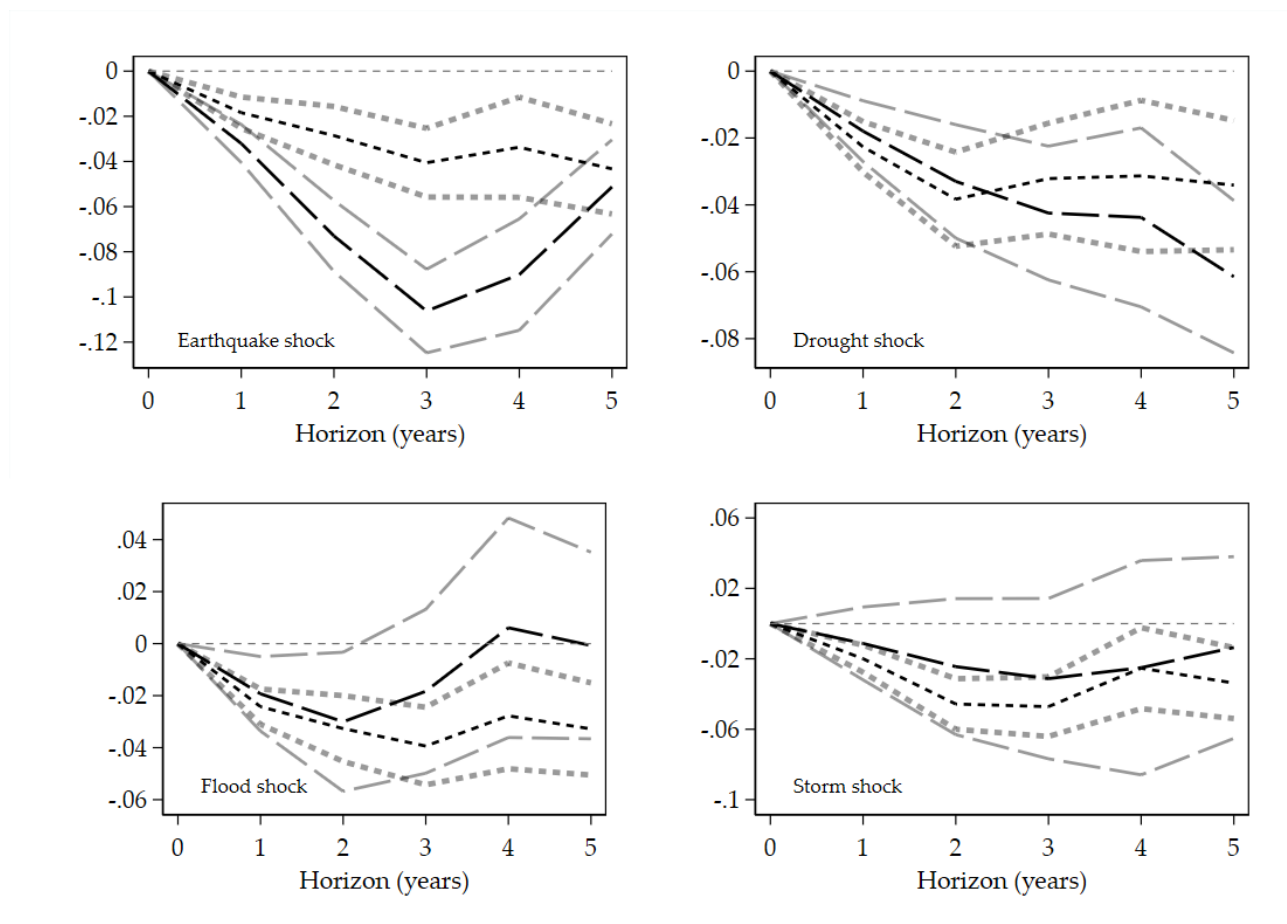 0
-.02
-.04
-.06
-.08
-.1
-.12
Earthquake shock
0 1 2 3 4 5
Horizon (years)
0
-.02
-.04
-.06
-.08
Drought shock
0 1 2 3 4 5
Horizon (years)
.04
.02
0
-.02
-.04
-.06
Flood shock
0 1 2 3 4 5
Horizon (years)
.06
.02
-.02
-.06
-.1
Storm shock
0 1 2 3 4 5
Horizon (years)